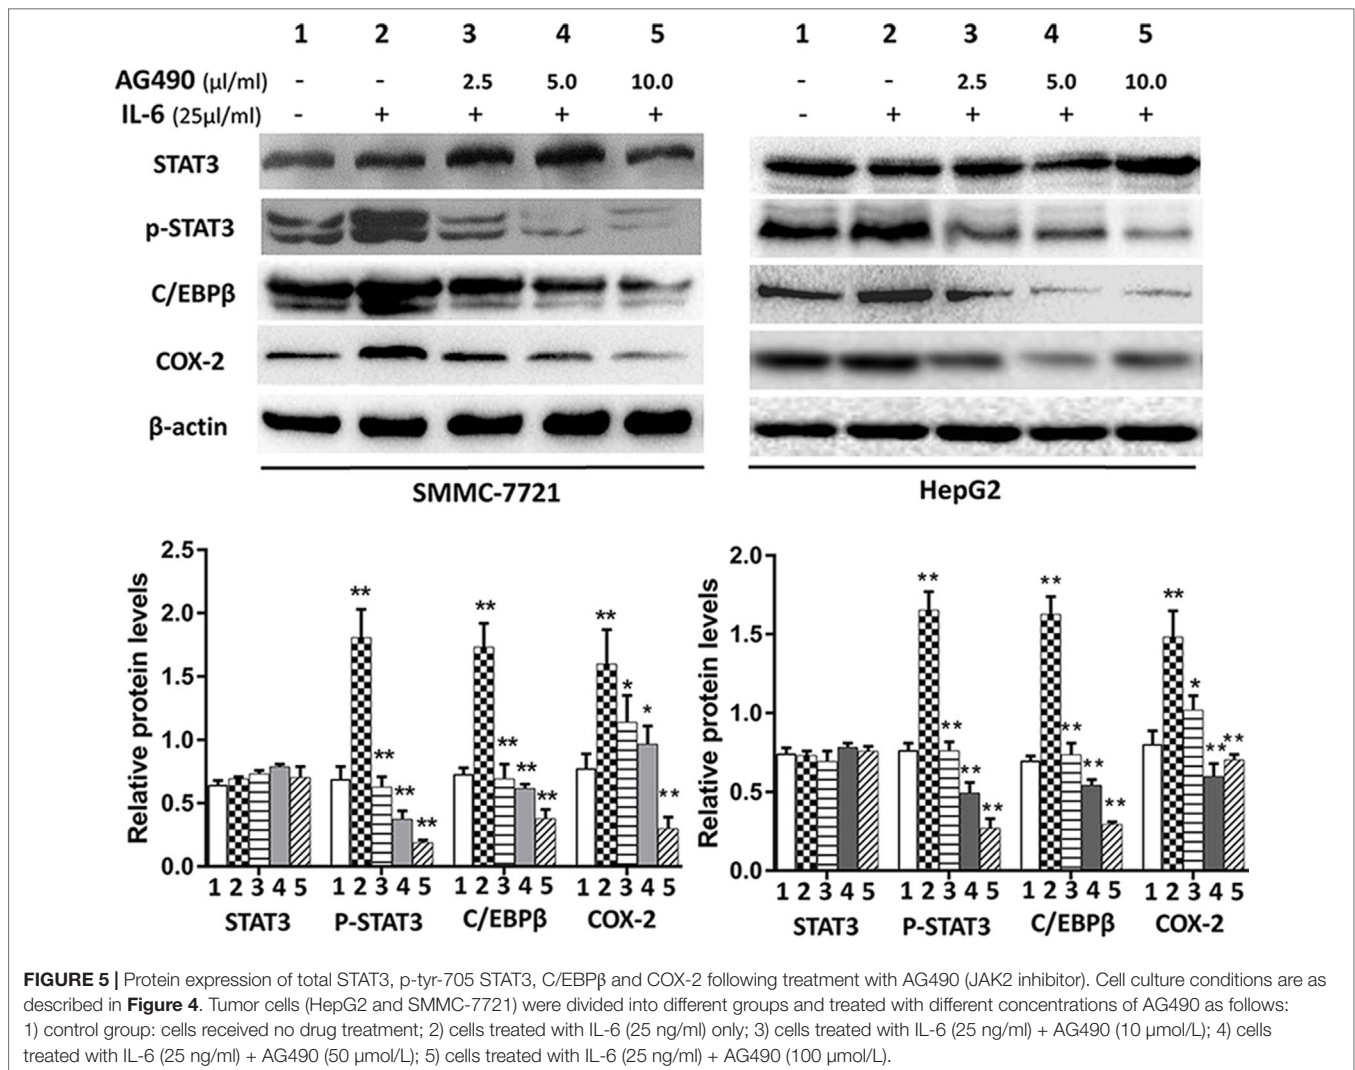 1 2 3 4 5 1 2 3 4 5
AG490 (µl/ml) - - 2.5 5.0 10.0 - - 2.5 5.0 10.0
IL-6 (25µl/ml) - + + + + - + + + +
STAT3
p-STAT3
C/EBPβ
COX-2
β-actin
SMMC-7721 HepG2
Relative protein levels
2.5
2.0
1.5
1.0
0.5
0.0
** ** ** ** ** ** ** ** ** * * **
1 2 3 4 5 1 2 3 4 5 1 2 3 4 5 1 2 3 4 5
STAT3 P-STAT3 C/EBPβ COX-2
Relative protein levels
2.0
1.5
1.0
0.5
0.0
** ** ** ** ** ** ** ** ** * ** **
1 2 3 4 5 1 2 3 4 5 1 2 3 4 5 1 2 3 4 5
STAT3 P-STAT3 C/EBPβ COX-2
FIGURE 5 | Protein expression of total STAT3, p-tyr-705 STAT3, C/EBPβ and COX-2 following treatment with AG490 (JAK2 inhibitor). Cell culture conditions are as
described in Figure 4. Tumor cells (HepG2 and SMMC-7721) were divided into different groups and treated with different concentrations of AG490 as follows:
1) control group: cells received no drug treatment; 2) cells treated with IL-6 (25 ng/ml) only; 3) cells treated with IL-6 (25 ng/ml) + AG490 (10 µmol/L); 4) cells
treated with IL-6 (25 ng/ml) + AG490 (50 µmol/L); 5) cells treated with IL-6 (25 ng/ml) + AG490 (100 µmol/L).